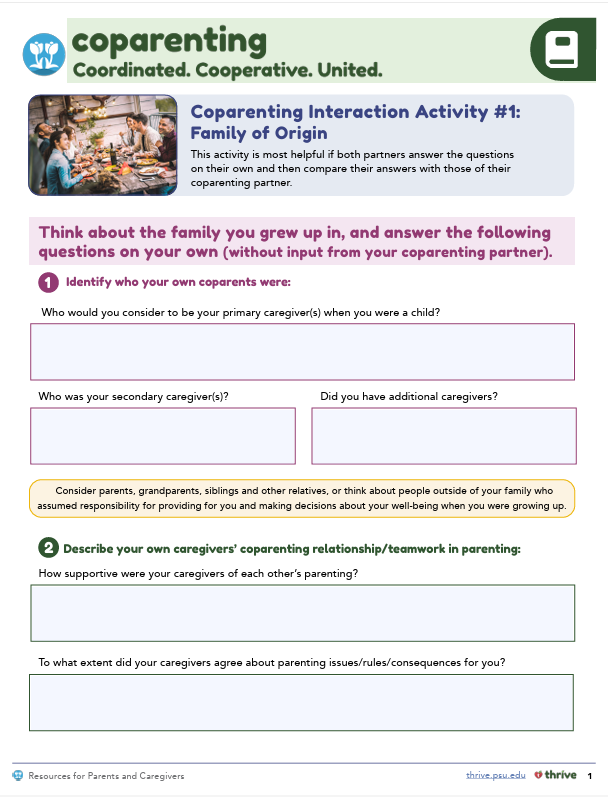 coparenting
Coordinated. Cooperative. United.
Coparenting Interaction Activity #1:
Family of Origin
This activity is most helpful if both partners answer the questions
on their own and then compare their answers with those of their
coparenting partner.
Think about the family you grew up in, and answer the following
questions on your own (without input from your coparenting partner).
1 Identify who your own coparents were:
Who would you consider to be your primary caregiver(s) when you were a child?
Who was your secondary caregiver(s)?
Did you have additional caregivers?
Consider parents, grandparents, siblings and other relatives, or think about people outside of your family who
assumed responsibility for providing for you and making decisions about your well-being when you were growing up.
2 Describe your own caregivers' coparenting relationship/teamwork in parenting:
How supportive were your caregivers of each other's parenting?
To what extent did your caregivers agree about parenting issues/rules/consequences for you?
Resources for Parents and Caregivers
thrive.psu.edu thrive 1